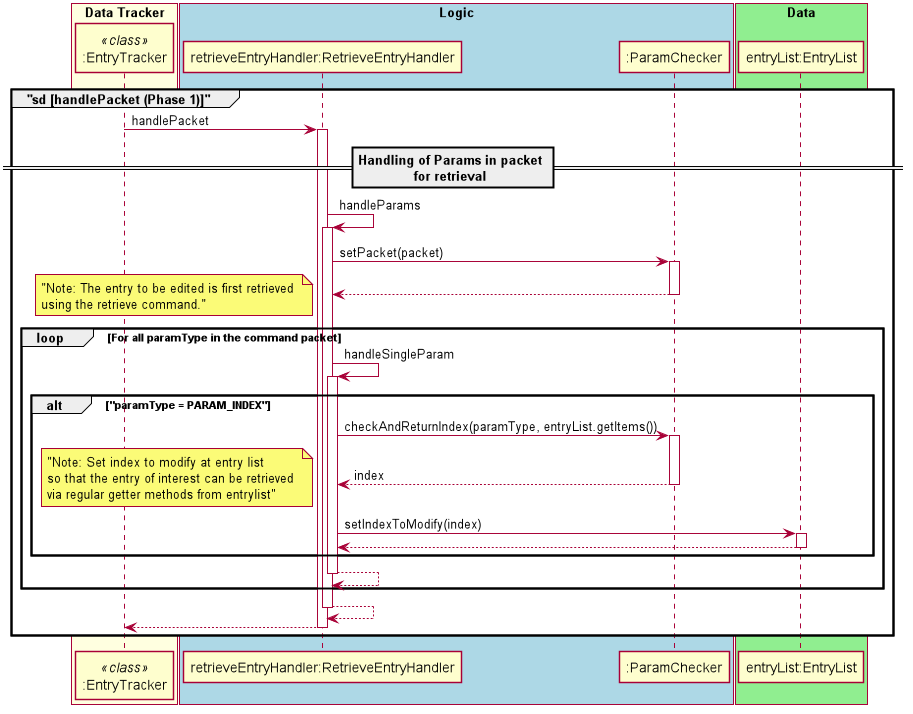 Data Tracker
Logic
Data
«class»
:EntryTracker
retrieveEntryHandler:RetrieveEntryHandler
:ParamChecker
entryList:EntryList
"sd [handlePacket (Phase 1)]"
handlePacket
Handling of Params in packet
for retrieval
handleParams
setPacket(packet)
"Note: The entry to be edited is first retrieved
using the retrieve command."
loop
[For all paramType in the command packet]
handleSingleParam
alt
["paramType = PARAM_INDEX"]
checkAndReturnIndex(paramType, entryList.getItems())
"Note: Set index to modify at entry list
so that the entry of interest can be retrieved
via regular getter methods from entrylist"
index
setIndexToModify(index)
«class»
:EntryTracker
retrieveEntryHandler:RetrieveEntryHandler
:ParamChecker
entryList:EntryList